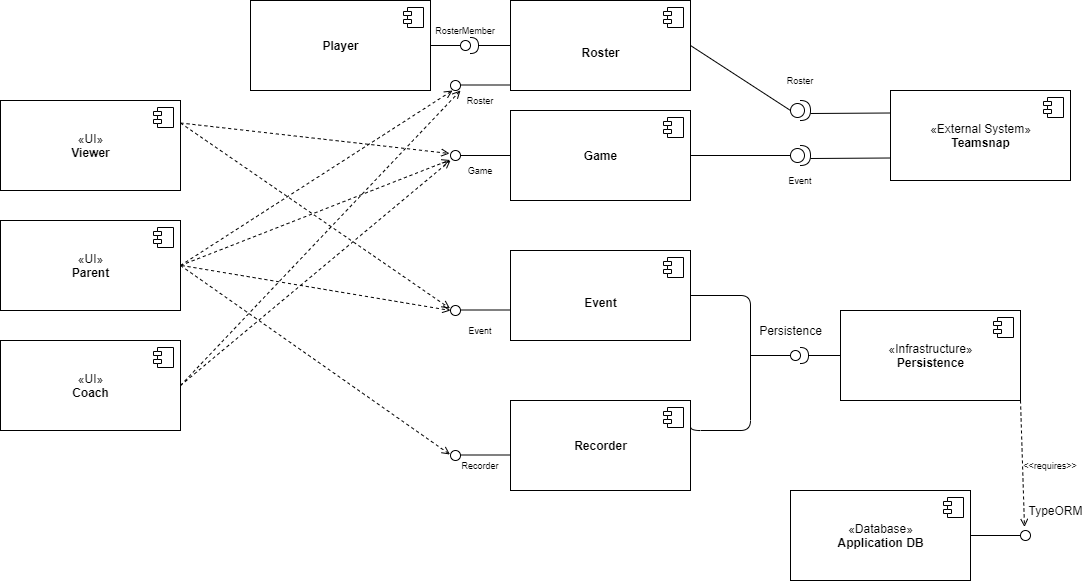 Player
RosterMember
Roster
Roster
Roster
«External System»
Teamsnap
«UI»
Viewer
Game
Game
Event
«UI»
Parent
Event
Event
Persistence
«Infrastructure»
Persistence
«UI»
Coach
Recorder
Recorder
<<requires>>
TypeORM
«Database»
Application DB